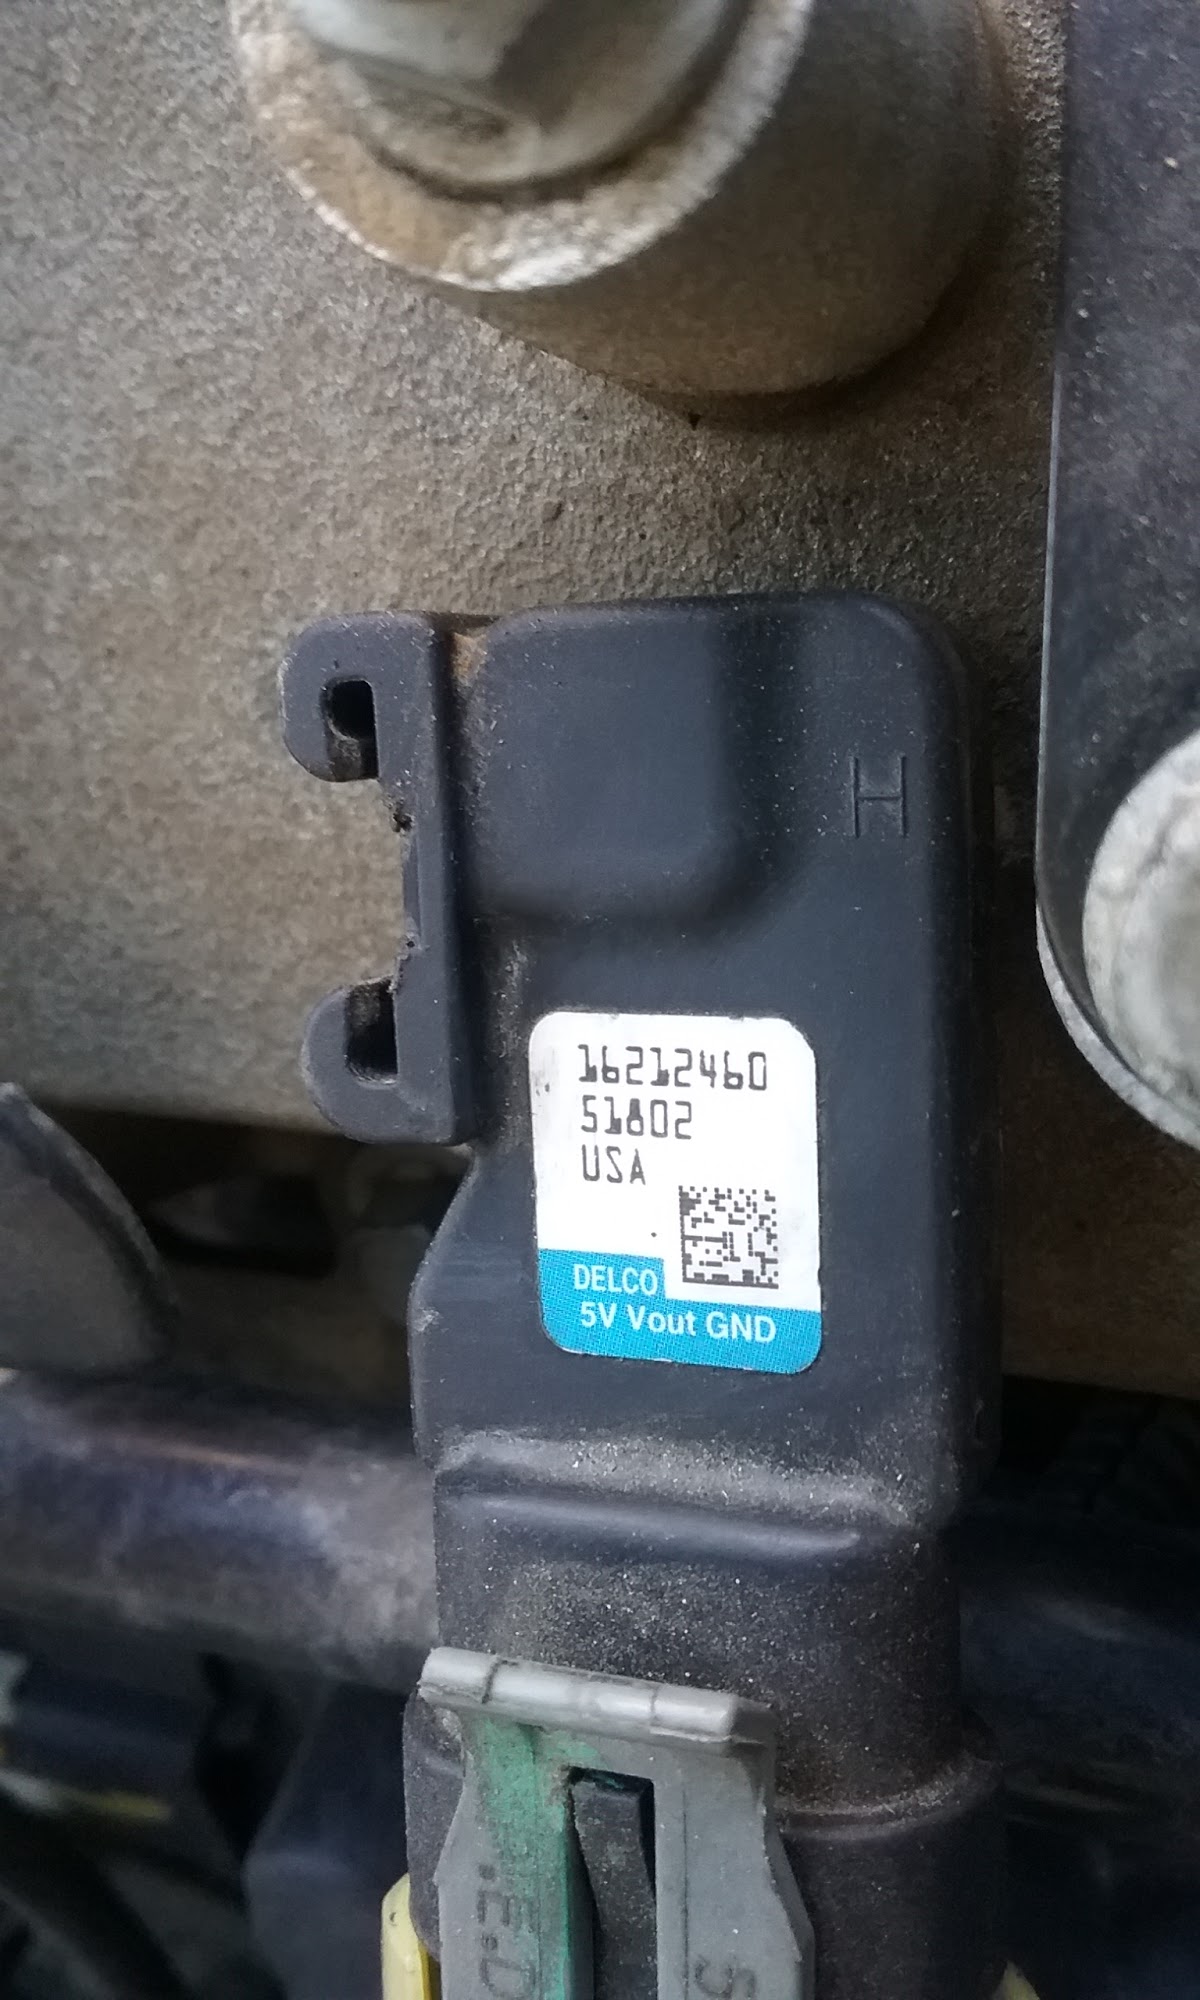 H
16212460
51802
USA
DELCO
5V Vout GND
.E.D
S